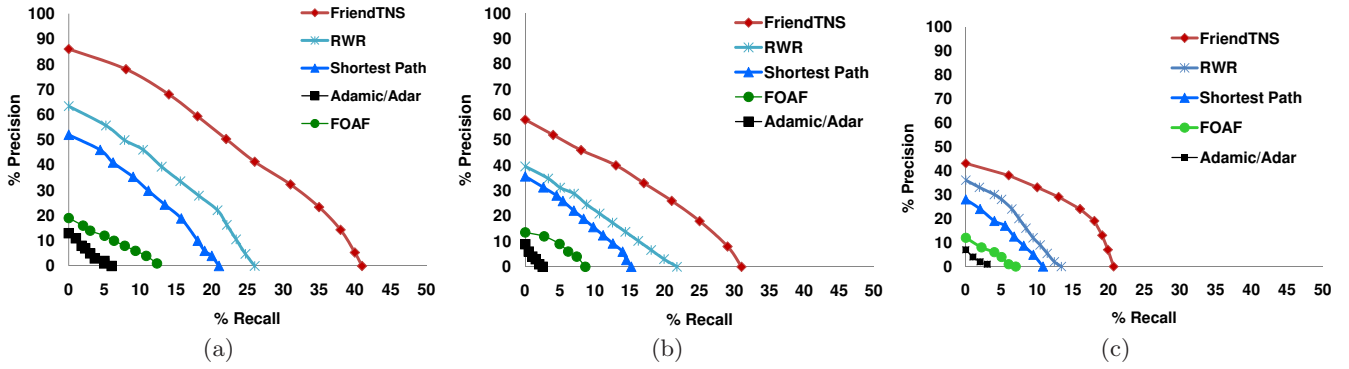 100
90
80
70
60
50
40
30
20
10
0
% Precision
0 5 10 15 20 25 30 35 40 45 50
% Recall
FriendTNS
RWR
Shortest Path
Adamic/Adar
FOAF
(a)
100
90
80
70
60
50
40
30
20
10
0
% Precision
0 5 10 15 20 25 30 35 40 45 50
% Recall
FriendTNS
RWR
Shortest Path
FOAF
Adamic/Adar
(b)
100
90
80
70
60
50
40
30
20
10
0
% Precision
0 5 10 15 20 25 30 35 40 45 50
% Recall
FriendTNS
RWR
Shortest Path
FOAF
Adamic/Adar
(c)